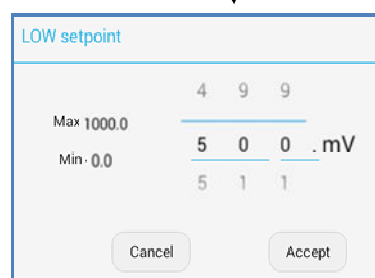 LOW setpoint
4 9 9
Max 1000.0
5 0 0 . mV
Min - 0.0
5 1 1
Cancel Accept